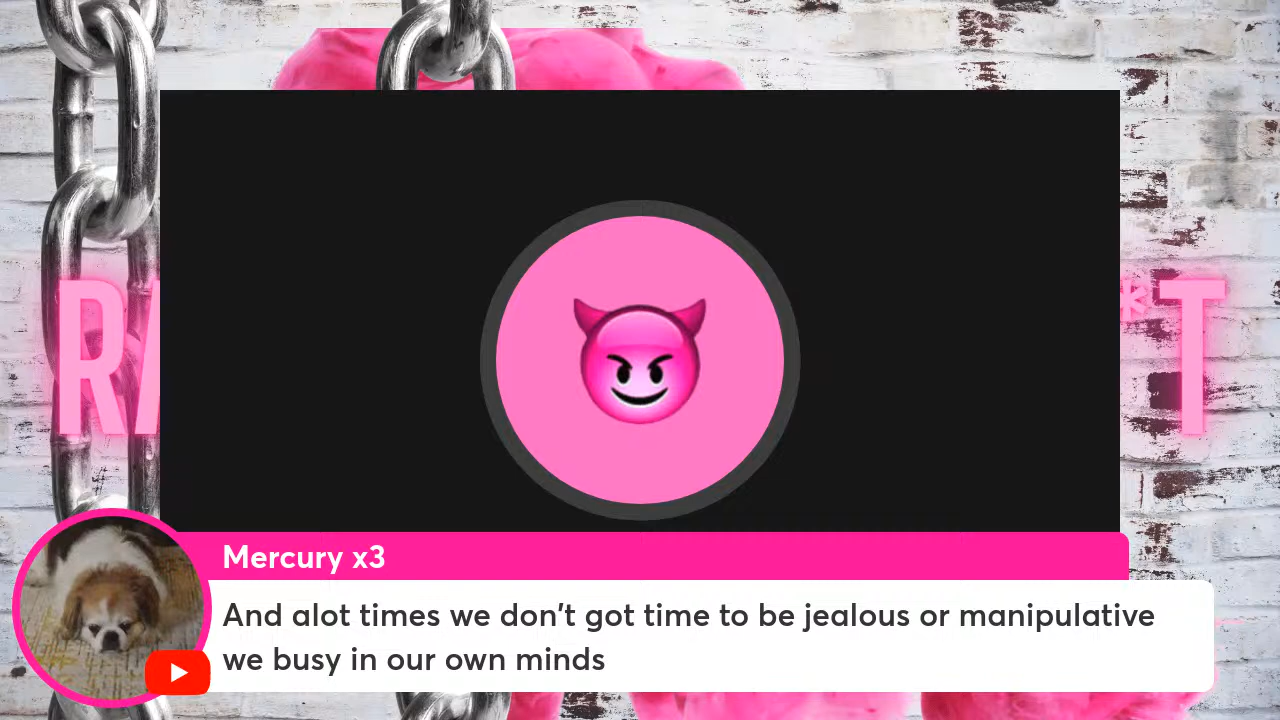 RA
*T
Mercury x3
And alot times we don't got time to be jealous or manipulative
we busy in our own minds